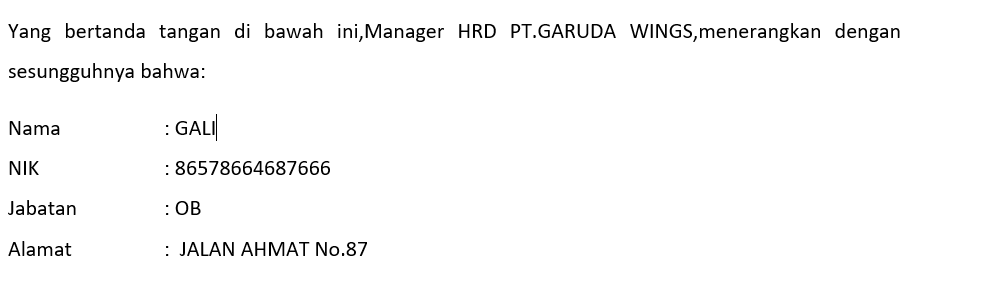 Yang bertanda tangan di bawah ini,Manager HRD PT.GARUDA WINGS,menerangkan dengan
sesungguhnya bahwa:
Nama : GALI
NIK : 86578664687666
Jabatan : OB
Alamat : JALAN AHMAT No.87